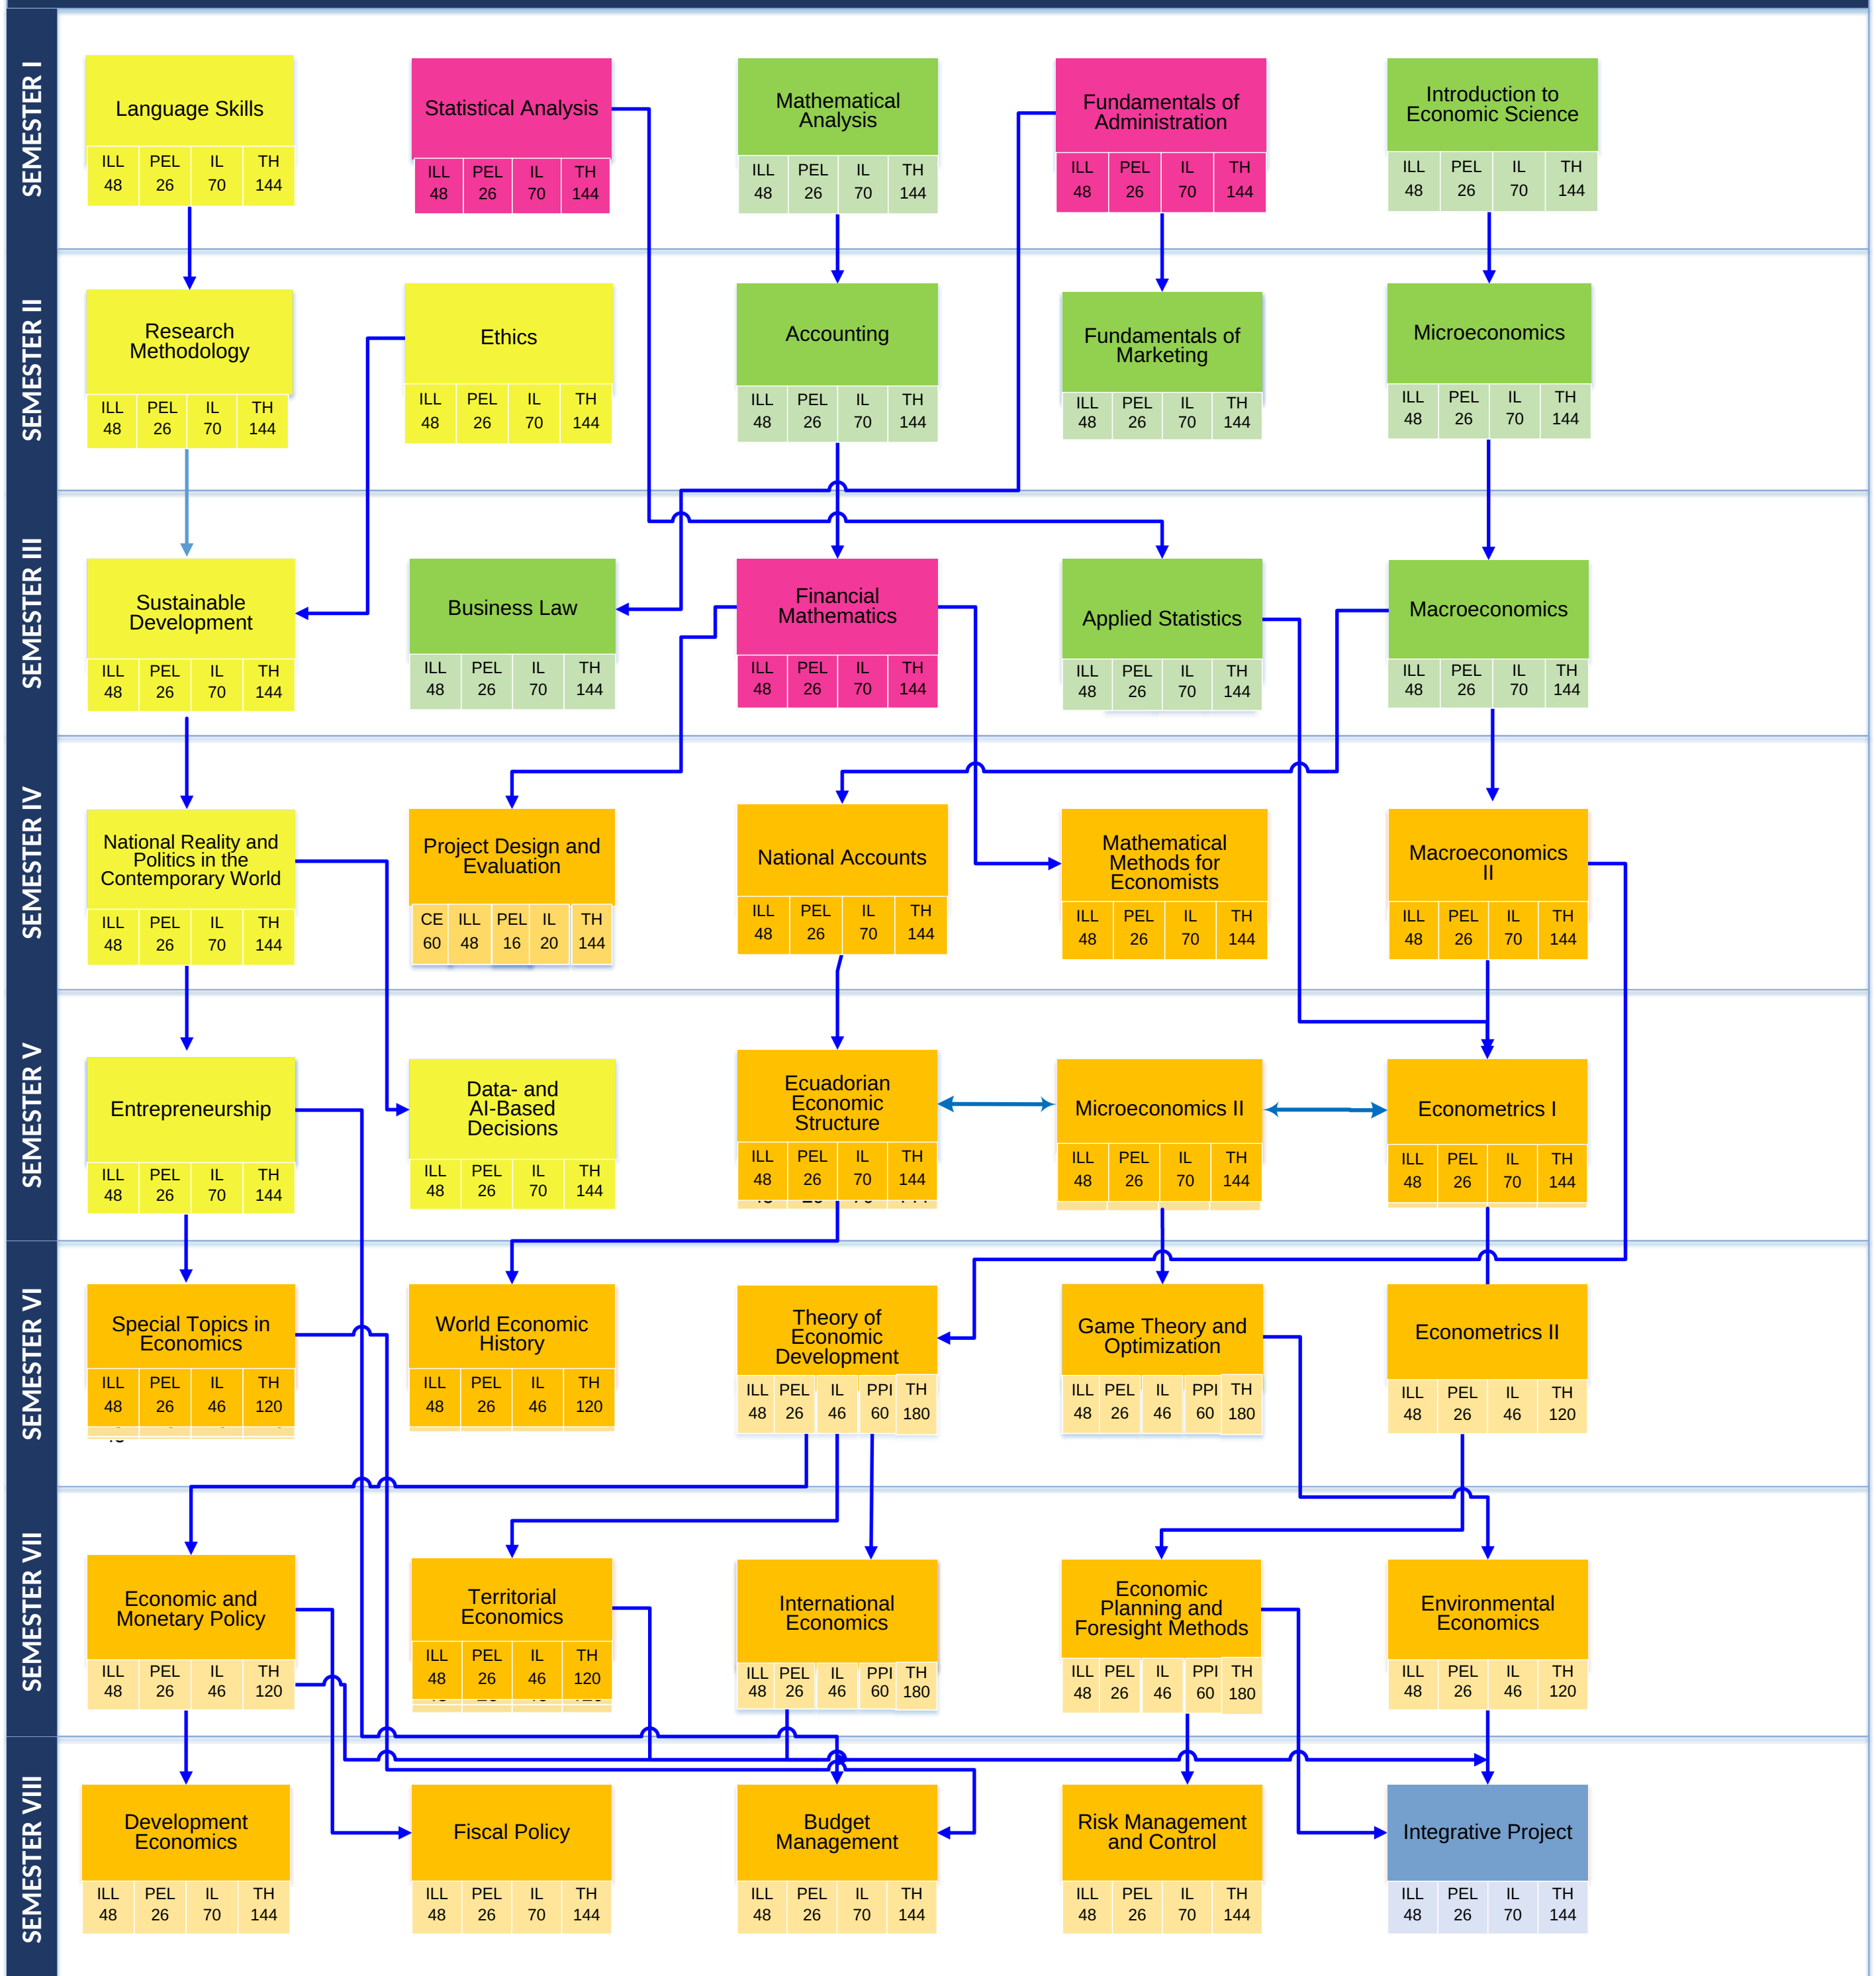 SEMESTER I
Language Skills
ILL PEL IL TH
48 26 70 144
Statistical Analysis
ILL PEL IL TH
48 26 70 144
Mathematical
Analysis
ILL PEL IL TH
48 26 70 144
Fundamentals of
Administration
ILL PEL IL TH
48 26 70 144
Introduction to
Economic Science
ILL PEL IL TH
48 26 70 144
SEMESTER II
Research
Methodology
ILL PEL IL TH
48 26 70 144
Ethics
ILL PEL IL TH
48 26 70 144
Accounting
ILL PEL IL TH
48 26 70 144
Fundamentals of
Marketing
ILL PEL IL TH
48 26 70 144
Microeconomics
ILL PEL IL TH
48 26 70 144
SEMESTER III
Sustainable
Development
ILL PEL IL TH
48 26 70 144
Business Law
ILL PEL IL TH
48 26 70 144
Financial
Mathematics
ILL PEL IL TH
48 26 70 144
Applied Statistics
ILL PEL IL TH
48 26 70 144
Macroeconomics
ILL PEL IL TH
48 26 70 144
SEMESTER IV
National Reality and
Politics in the
Contemporary World
ILL PEL IL TH
48 26 70 144
Project Design and
Evaluation
CE ILL PEL IL TH
60 48 16 20 144
National Accounts
ILL PEL IL TH
48 26 70 144
Mathematical
Methods for
Economists
ILL PEL IL TH
48 26 70 144
Macroeconomics
II
ILL PEL IL TH
48 26 70 144
SEMESTER V
Entrepreneurship
ILL PEL IL TH
48 26 70 144
Data- and
AI-Based
Decisions
ILL PEL IL TH
48 26 70 144
Ecuadorian
Economic
Structure
ILL PEL IL TH
48 26 70 144
Microeconomics II
ILL PEL IL TH
48 26 70 144
Econometrics I
ILL PEL IL TH
48 26 70 144
SEMESTER VI
Special Topics in
Economics
ILL PEL IL TH
48 26 46 120
World Economic
History
ILL PEL IL TH
48 26 46 120
Theory of
Economic
Development
ILL PEL IL PPI TH
48 26 46 60 180
Game Theory and
Optimization
ILL PEL IL PPI TH
48 26 46 60 180
Econometrics II
ILL PEL IL TH
48 26 46 120
SEMESTER VII
Economic and
Monetary Policy
ILL PEL IL TH
48 26 46 120
Territorial
Economics
ILL PEL IL TH
48 26 46 120
International
Economics
ILL PEL IL PPI TH
48 26 46 60 180
Economic
Planning and
Foresight Methods
ILL PEL IL PPI TH
48 26 46 60 180
Environmental
Economics
ILL PEL IL TH
48 26 46 120
SEMESTER VIII
Development
Economics
ILL PEL IL TH
48 26 70 144
Fiscal Policy
ILL PEL IL TH
48 26 70 144
Budget
Management
ILL PEL IL TH
48 26 70 144
Risk Management
and Control
ILL PEL IL TH
48 26 70 144
Integrative Project
ILL PEL IL TH
48 26 70 144